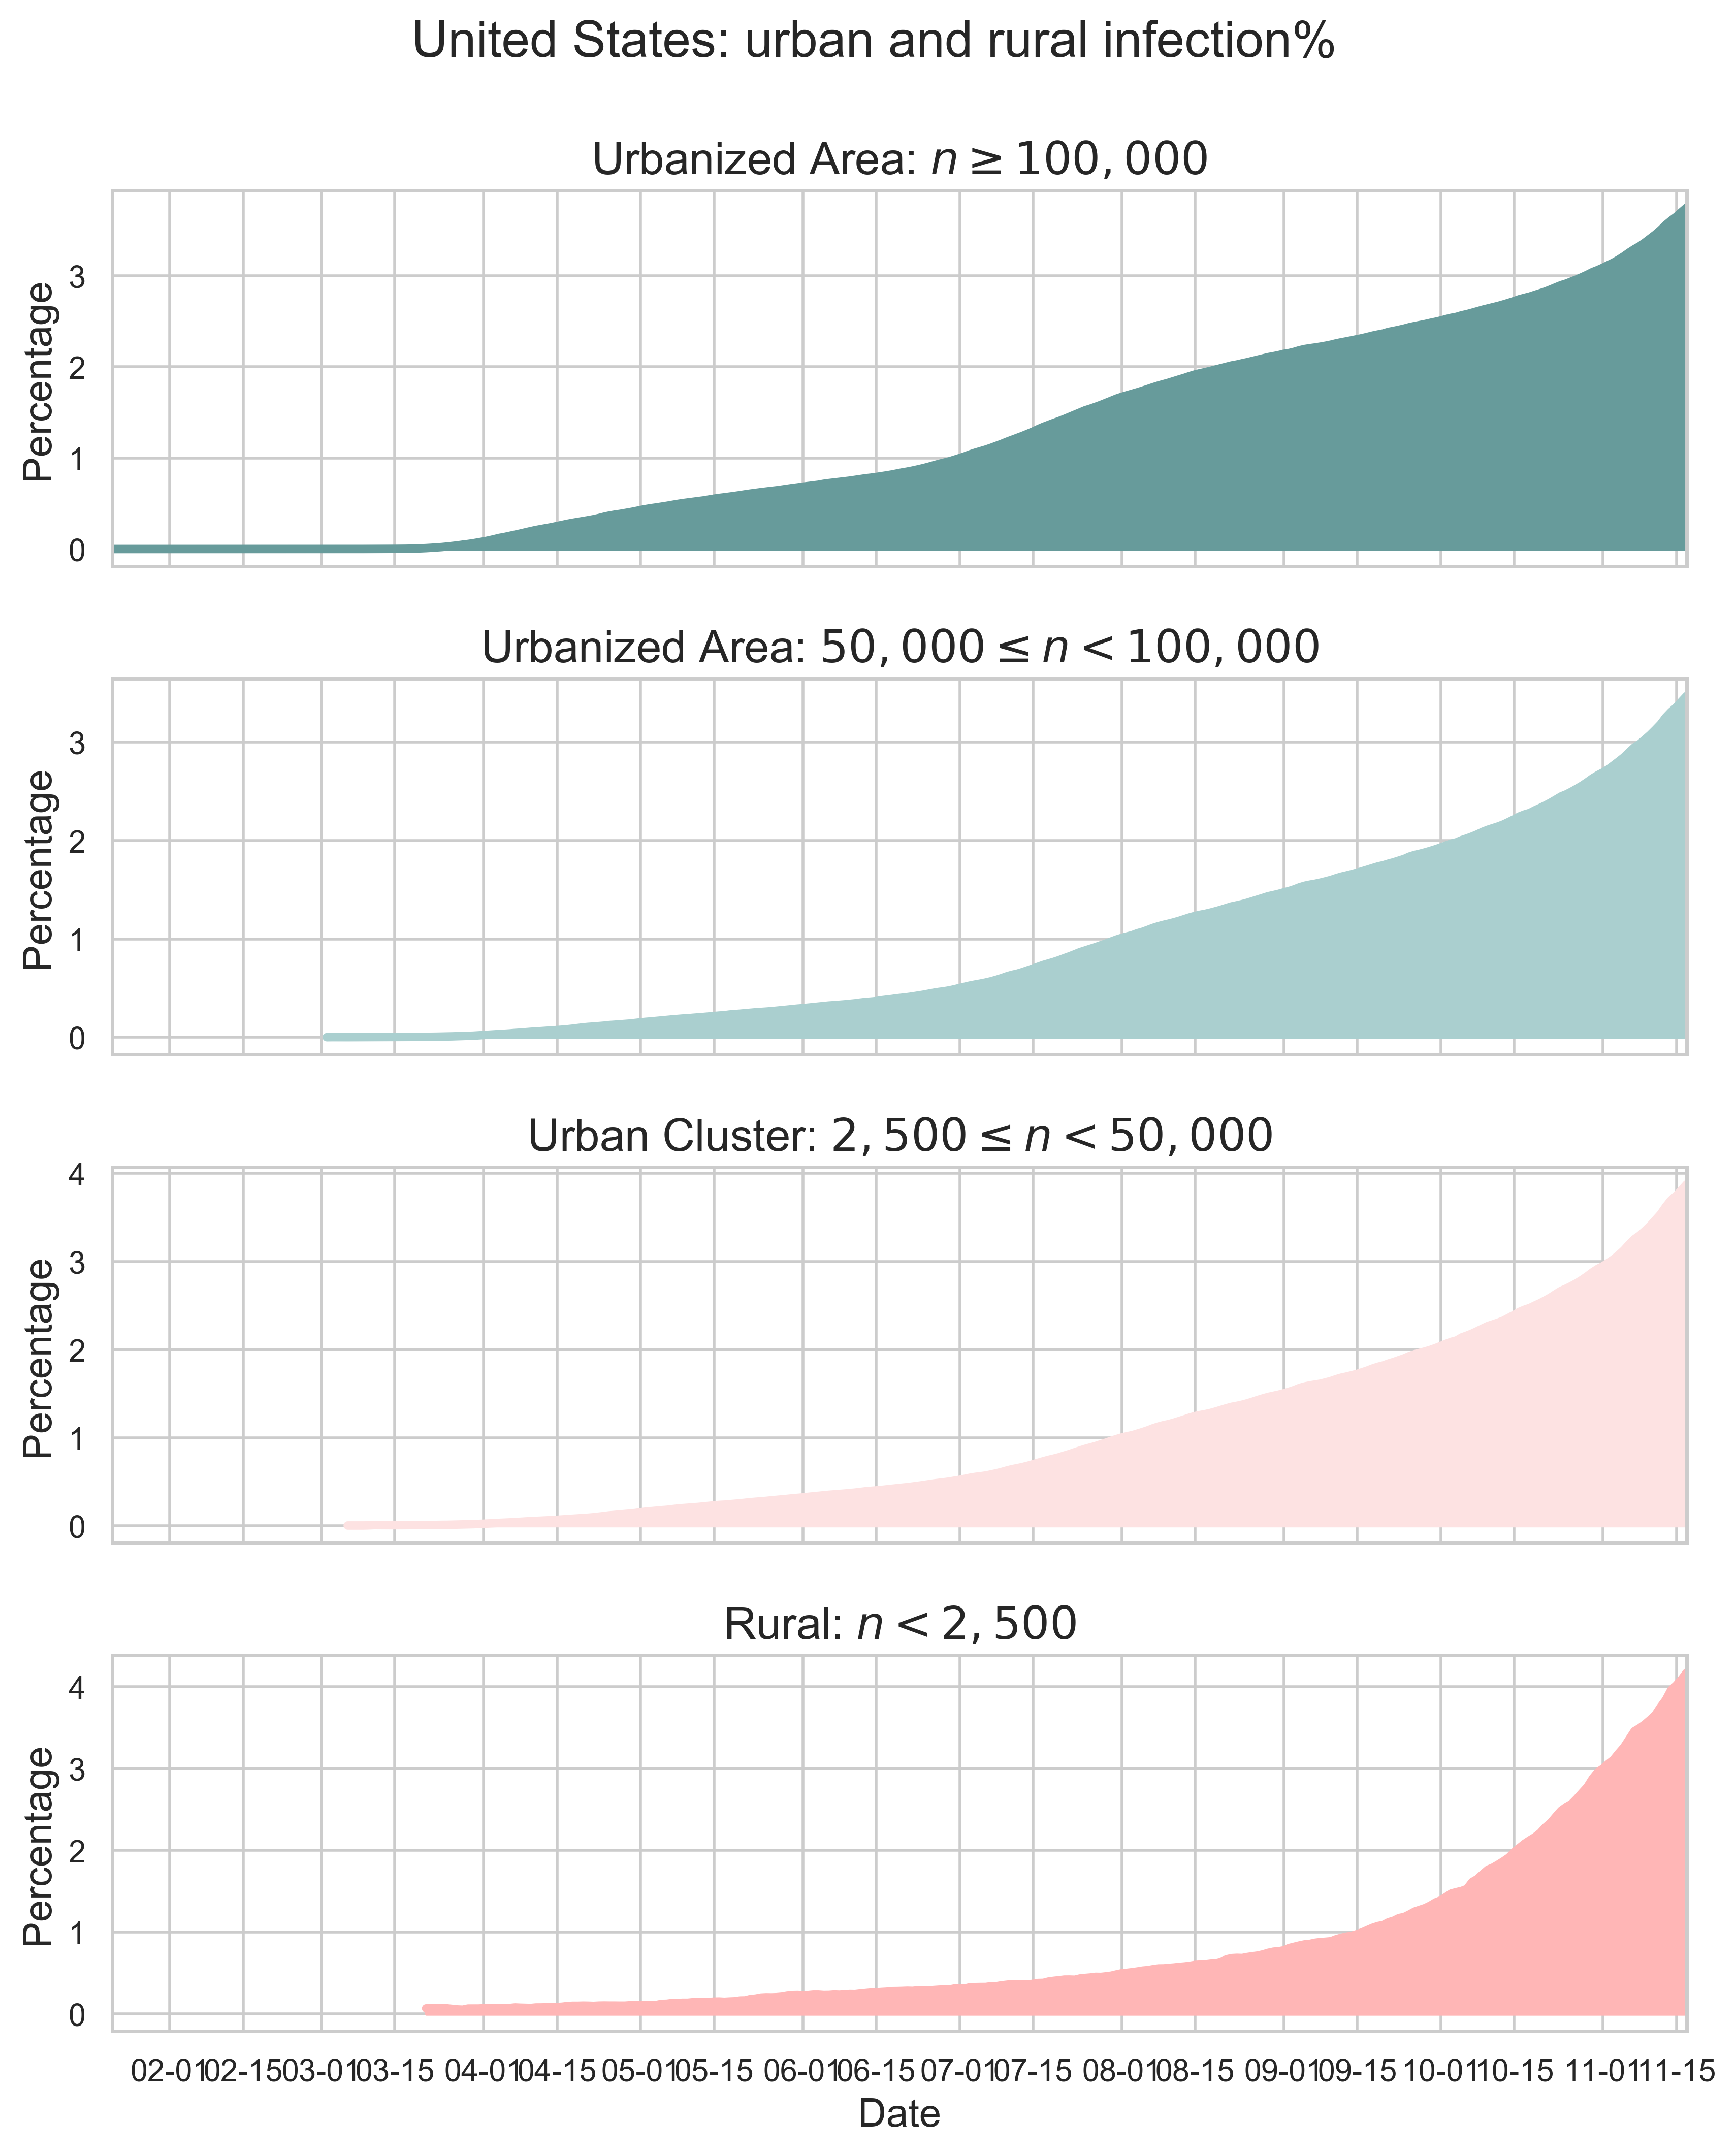 United States: urban and rural infection%
Urbanized Area: n ≥ 100,000
Percentage
3
2
1
0
Urbanized Area: 50,000 ≤ n < 100,000
Percentage
3
2
1
0
Urban Cluster: 2,500 ≤ n < 50,000
Percentage
4
3
2
1
0
Rural: n < 2,500
Percentage
4
3
2
1
0
02-01 02-15 03-01 03-15 04-01 04-15 05-01 05-15 06-01 06-15 07-01 07-15 08-01 08-15 09-01 09-15 10-01 10-15 11-01 11-15
Date